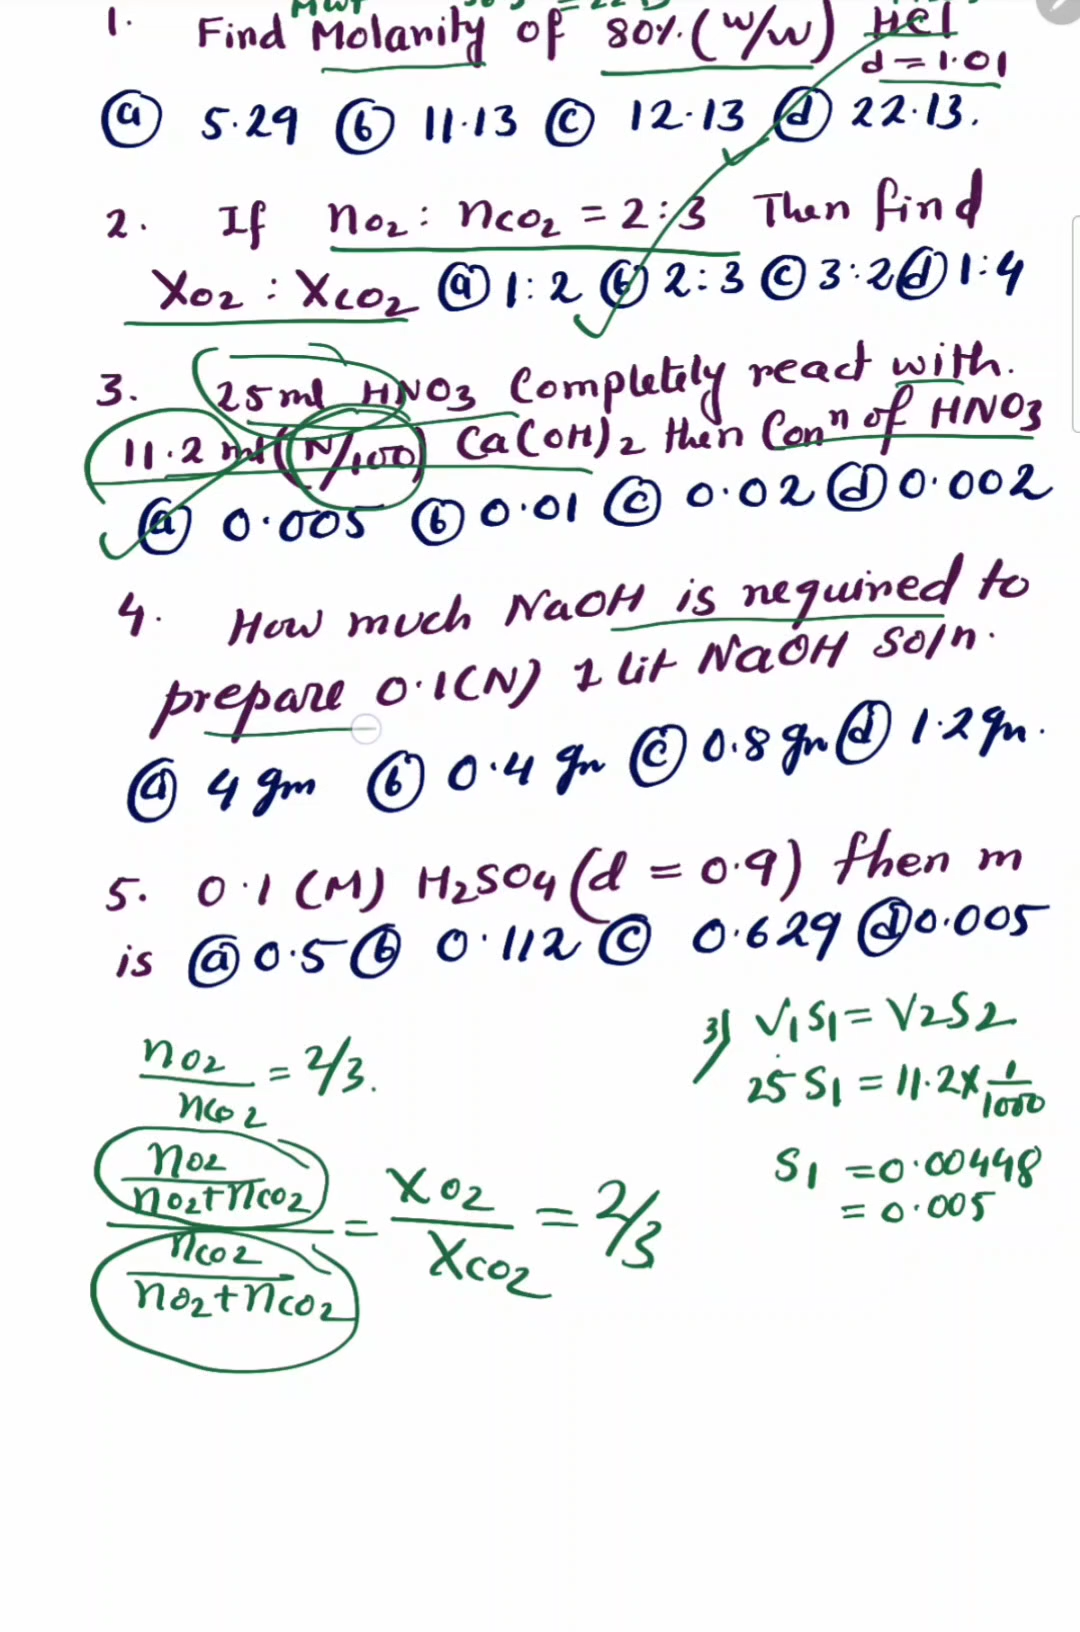 1. Find Molarity of 80%. (w/w) HCl
d = 1.01
(a) 5.29 (b) 11.13 (c) 12.13 (d) 22.13.
2. If nO2 : nCO2 = 2:3 Then find
XO2 : XCO2 (a) 1:2 (b) 2:3 (c) 3:2 (d) 1:4
3. 25 ml HNO3 Completely react with.
11.2 ml (N/100) Ca(OH)2 then Conn of HNO3
(a) 0.005 (b) 0.01 (c) 0.02 (d) 0.002
4. How much NaOH is required to
prepare 0.1(N) 1 lit NaOH soln.
(a) 4 gm (b) 0.4 gm (c) 0.8 gm (d) 1.2 gm.
5. 0.1 (M) H2SO4 (d = 0.9) then m
is (a) 0.5 (b) 0.112 (c) 0.629 (d) 0.005
nO2 / nCO2 = 2/3.
nO2 / nO2+nCO2 / nCO2 / nO2+nCO2 = XO2 / XCO2 = 2/3
3) V1S1 = V2S2
25 S1 = 11.2 x 1/1000
S1 = 0.00448
= 0.005